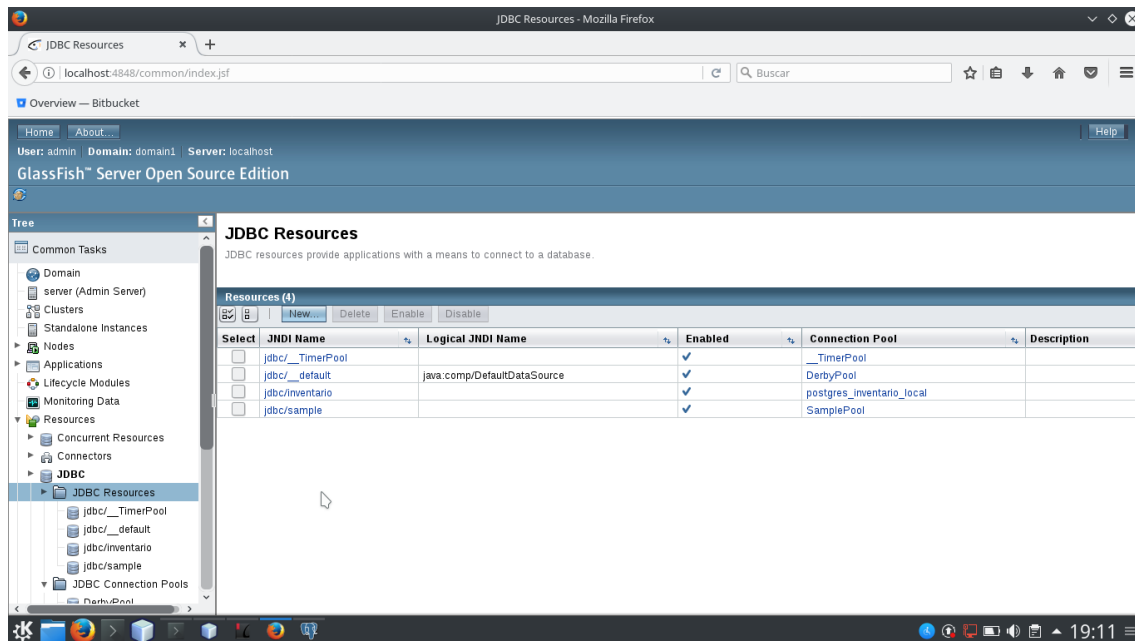 JDBC Resources - Mozilla Firefox
JDBC Resources
localhost:4848/common/index.jsf
Buscar
Overview — Bitbucket
Home About... Help
User: admin Domain: domain1 Server: localhost
GlassFish™ Server Open Source Edition
Tree
Common Tasks
Domain
server (Admin Server)
Clusters
Standalone Instances
Nodes
Applications
Lifecycle Modules
Monitoring Data
Resources
Concurrent Resources
Connectors
JDBC
JDBC Resources
jdbc/__TimerPool
jdbc/__default
jdbc/inventario
jdbc/sample
JDBC Connection Pools
DerbyPool
JDBC Resources
JDBC resources provide applications with a means to connect to a database.
Resources (4)
New... Delete Enable Disable
Select JNDI Name Logical JNDI Name Enabled Connection Pool Description
jdbc/__TimerPool __TimerPool
jdbc/__default java:comp/DefaultDataSource DerbyPool
jdbc/inventario postgres_inventario_local
jdbc/sample SamplePool
19:11